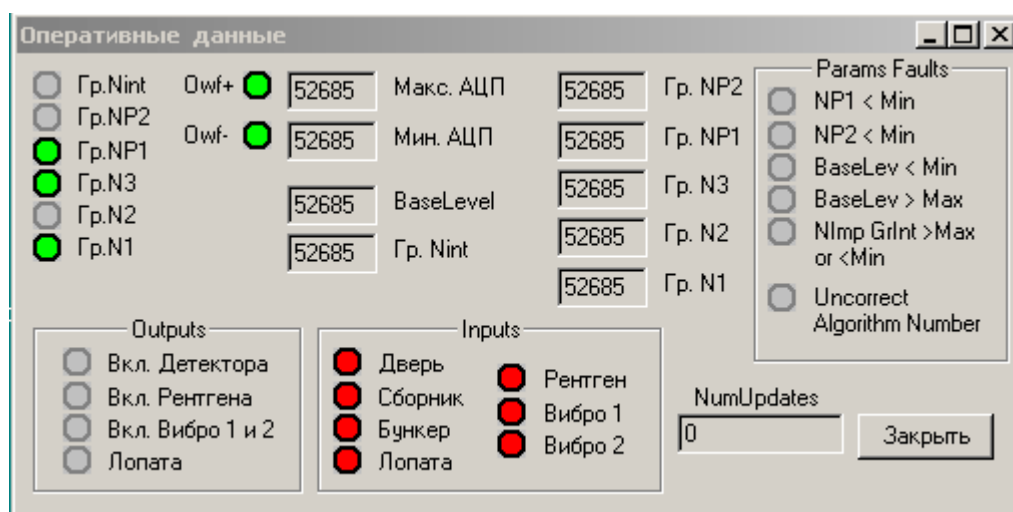 Оперативные данные
Гр.Nint
Гр.NP2
Гр.NP1
Гр.N3
Гр.N2
Гр.N1
Owf+
Owf-
52685 Макс. АЦП
52685 Мин. АЦП
52685 BaseLevel
52685 Гр. Nint
52685 Гр. NP2
52685 Гр. NP1
52685 Гр. N3
52685 Гр. N2
52685 Гр. N1
Params Faults
NP1 < Min
NP2 < Min
BaseLev < Min
BaseLev > Max
NImp GrInt >Max
or <Min
Uncorrect
Algorithm Number
Outputs
Вкл. Детектора
Вкл. Рентгена
Вкл. Вибро 1 и 2
Лопата
Inputs
Дверь
Сборник
Бункер
Лопата
Рентген
Вибро 1
Вибро 2
NumUpdates
0
Закрыть